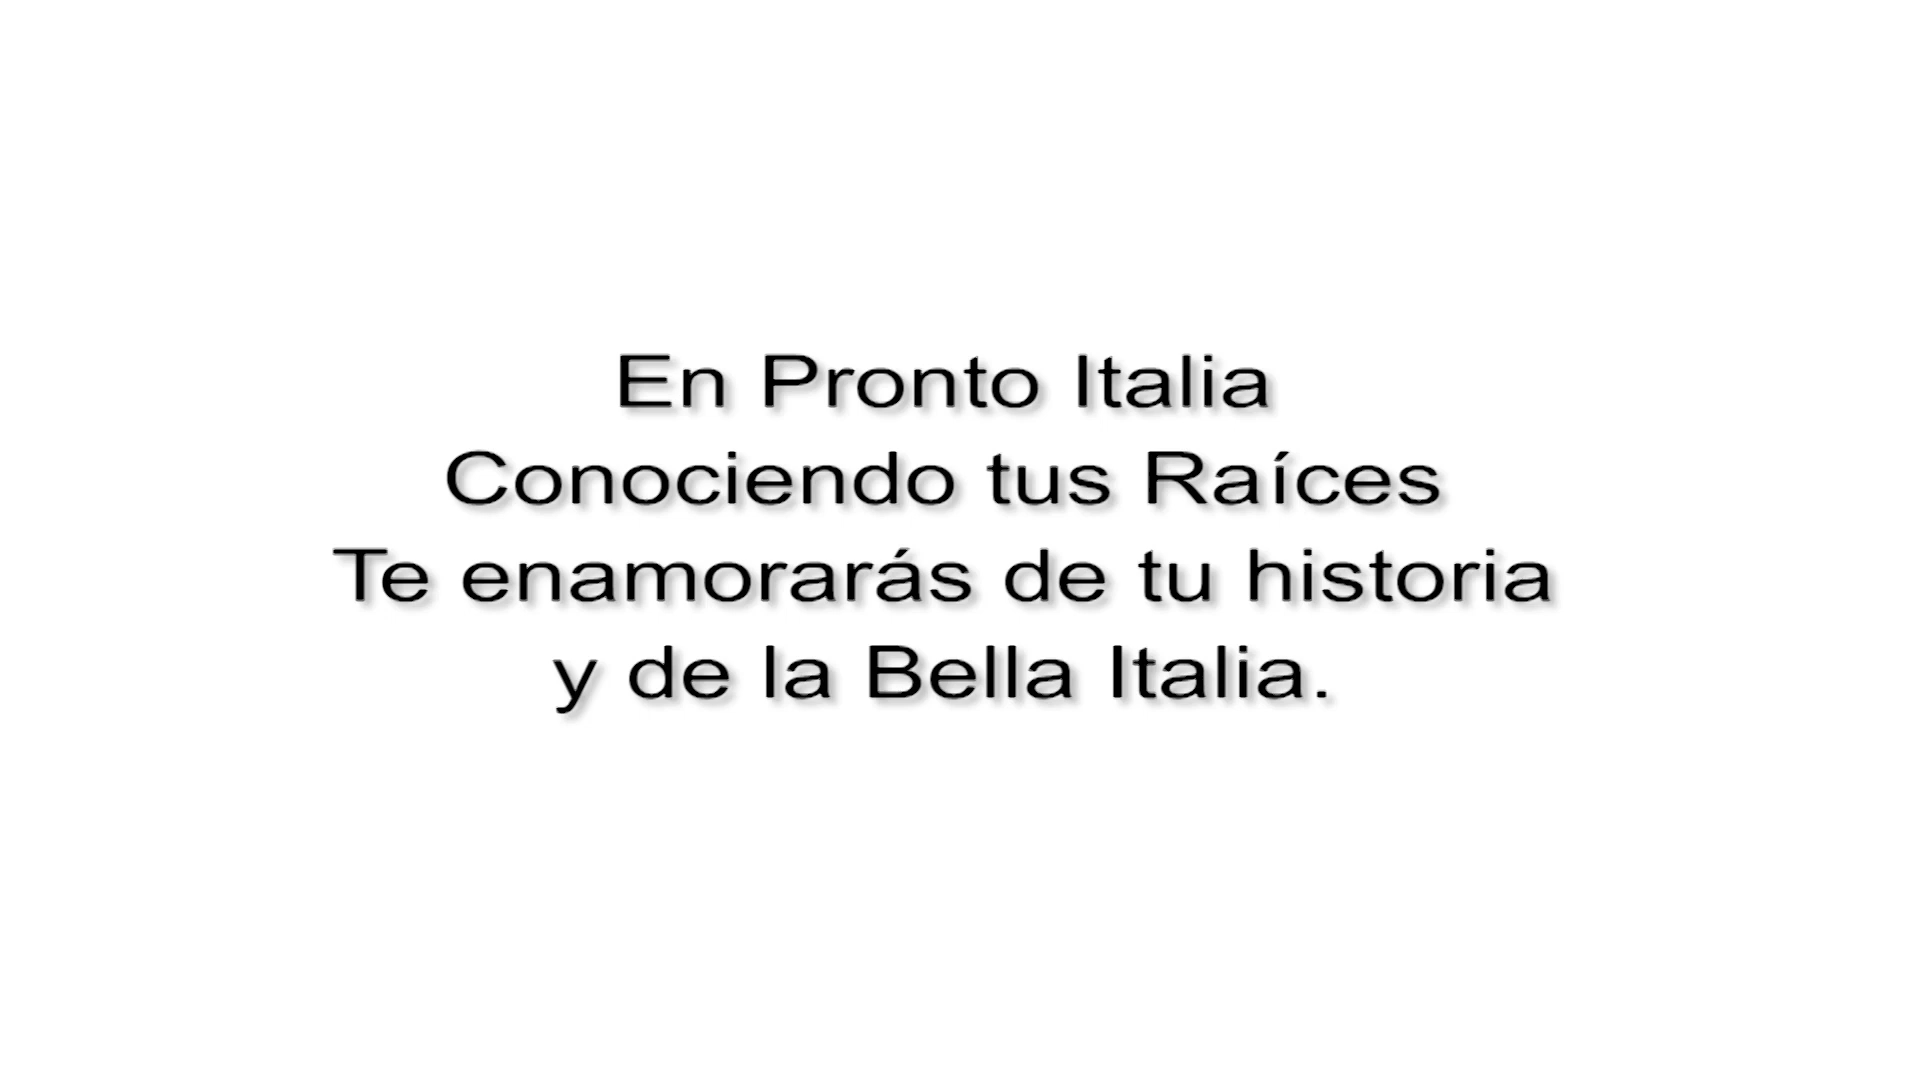 En Pronto Italia
Conociendo tus Raíces
Te enamorarás de tu historia
y de la Bella Italia.